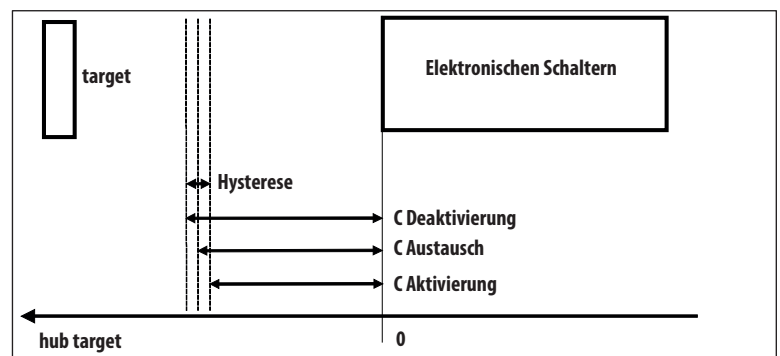 target
Elektronischen Schaltern
Hysterese
C Deaktivierung
C Austausch
C Aktivierung
hub target
0